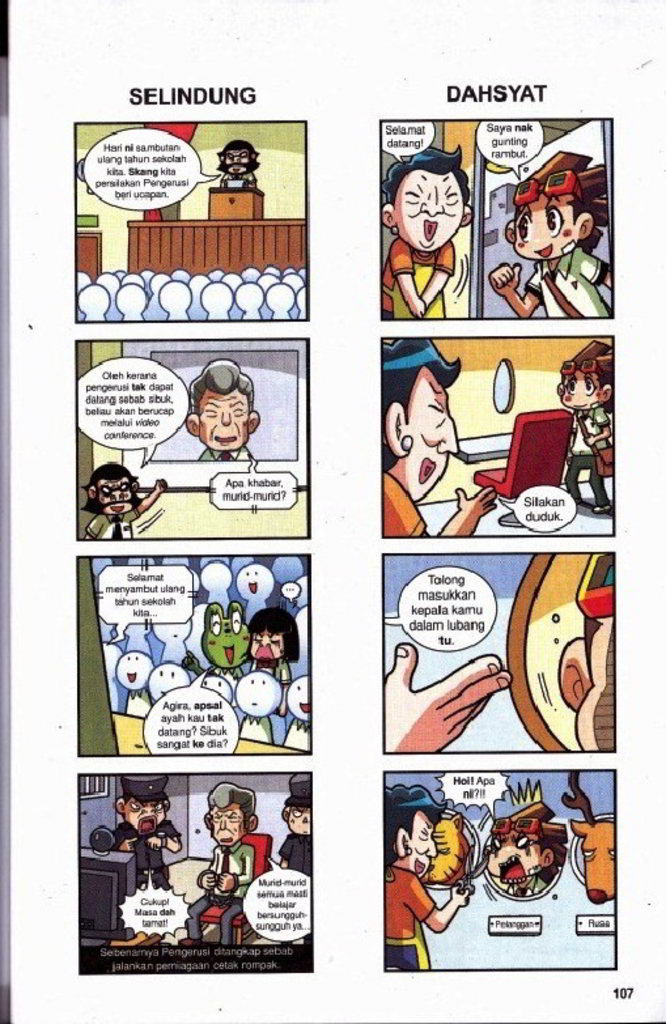 SELINDUNG
Hari ni sambutan
ulang tahun sekolah
kita. Skang kita
persilakan Pengerusi
beri ucapan.
Oleh kerana
pengerusi tak dapat
datang sebab sibuk,
beliau akan berucap
melalui video
conference.
Apa khabar,
murid-murid?
Selamat
menyambut ulang
tahun sekolah
kita...
...
Agira, apsal
ayah kau tak
datang? Sibuk
sangat ke dia?
Cukup!
Masa dah
tamat!
Murid-murid
semua mesti
belajar
bersungguh-
sungguh ya...
Sebenarnya Pengerusi ditangkap sebab
jalankan perniagaan cetak rompak.
DAHSYAT
Selamat
datang!
Saya nak
gunting
rambut.
Silakan
duduk.
Tolong
masukkan
kepala kamu
dalam lubang
tu.
Hoi! Apa
ni!?!!
Pelanggan
Rusa
107